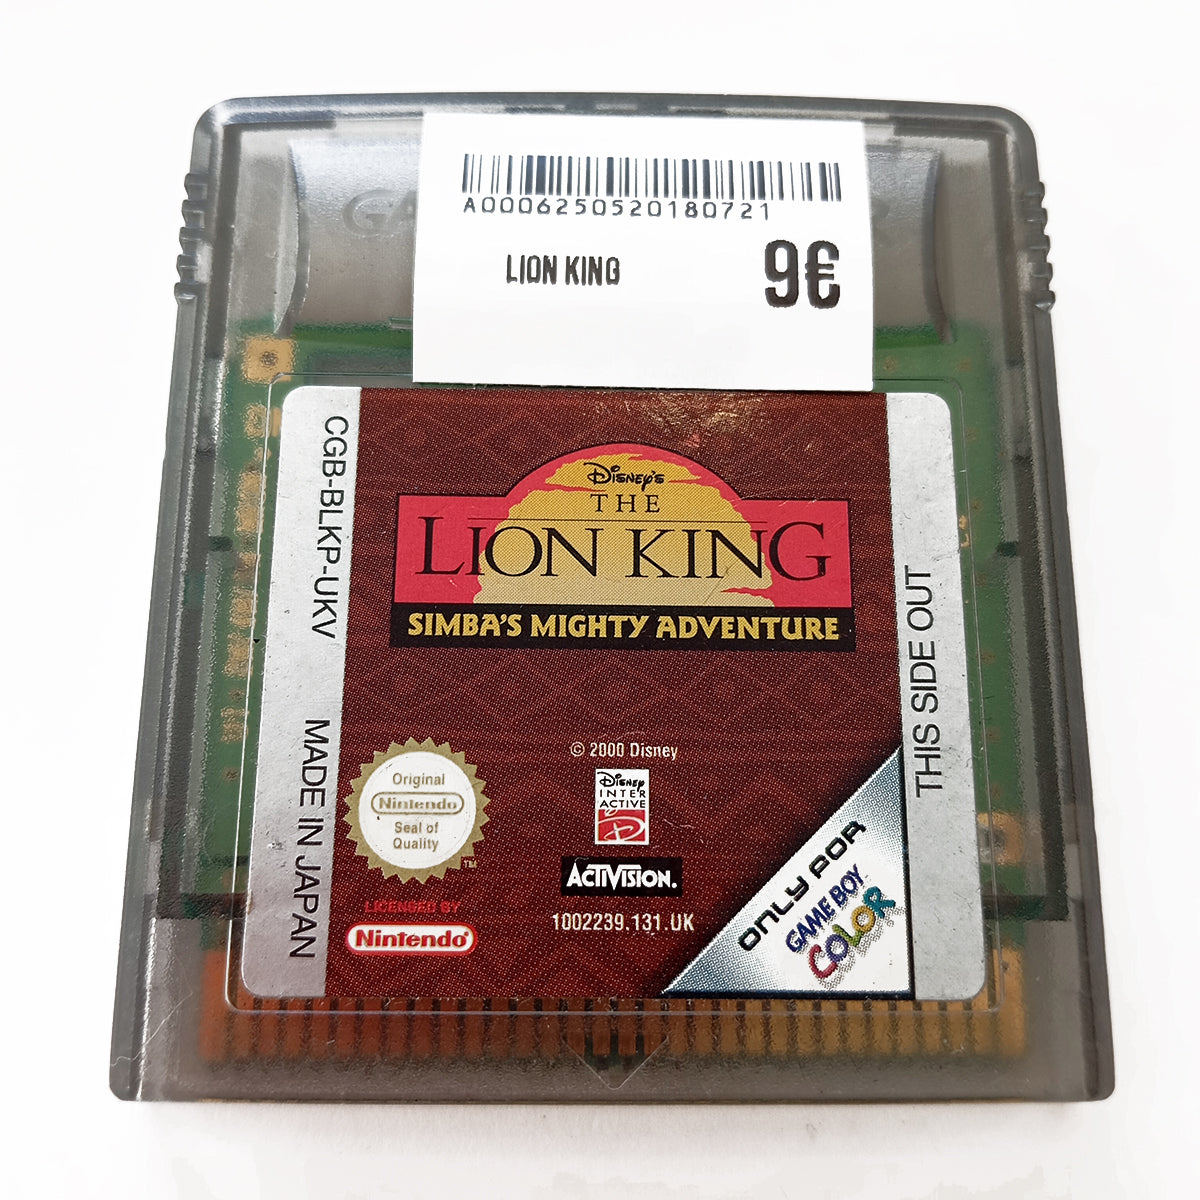 A0006250520180721
LION KING
9€
CGB-BLKP-UKV
MADE IN JAPAN
Disney's
THE
LION KING
SIMBA'S MIGHTY ADVENTURE
THIS SIDE OUT
© 2000 Disney
Disney
INTER
ACTIVE
D
ACTIVISION.
1002239.131.UK
Original
Nintendo
Seal of
Quality
TM
LICENSED BY
Nintendo®
ONLY FOR
GAME BOY
COLOR